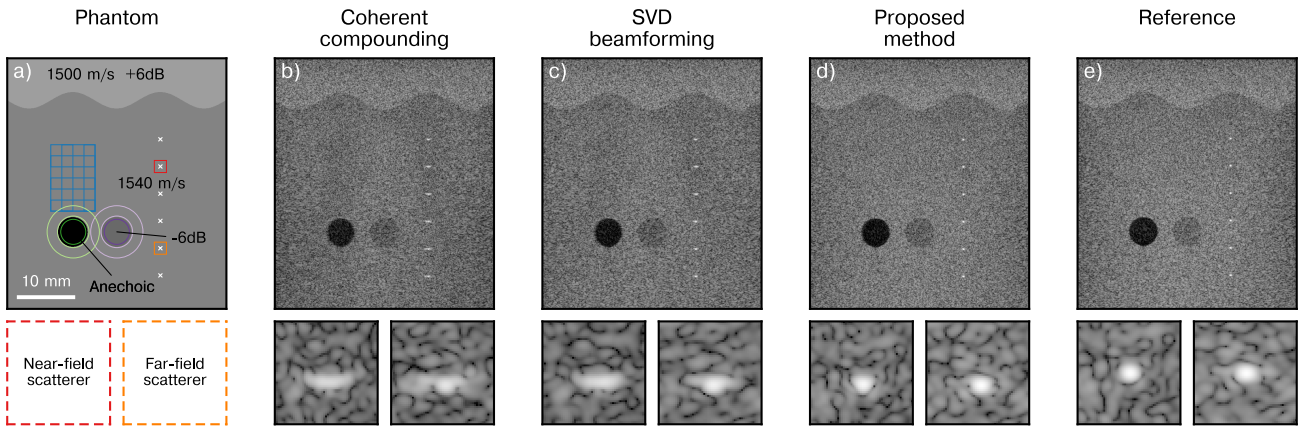 Phantom
Coherent
compounding
SVD
beamforming
Proposed
method
Reference
a)
1500 m/s +6dB
1540 m/s
-6dB
Anechoic
10 mm
b)
c)
d)
e)
Near-field
scatterer
Far-field
scatterer